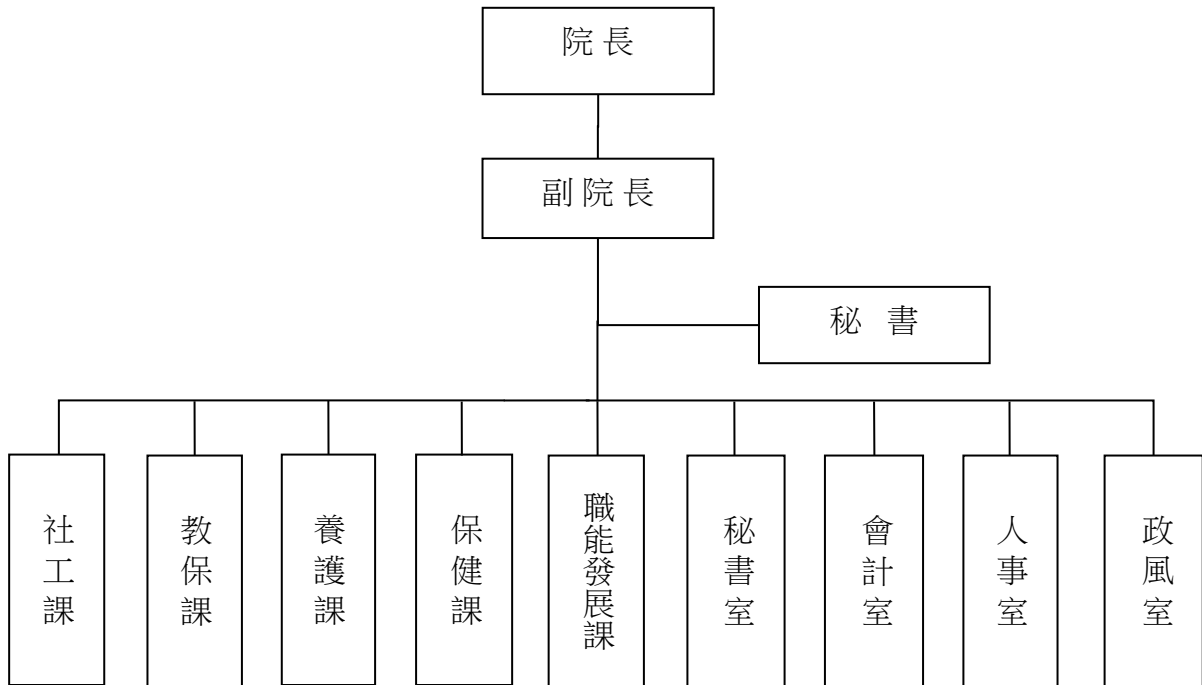 院長
副院長
秘 書
社工課
教保課
養護課
保健課
職能發展課
秘書室
會計室
人事室
政風室